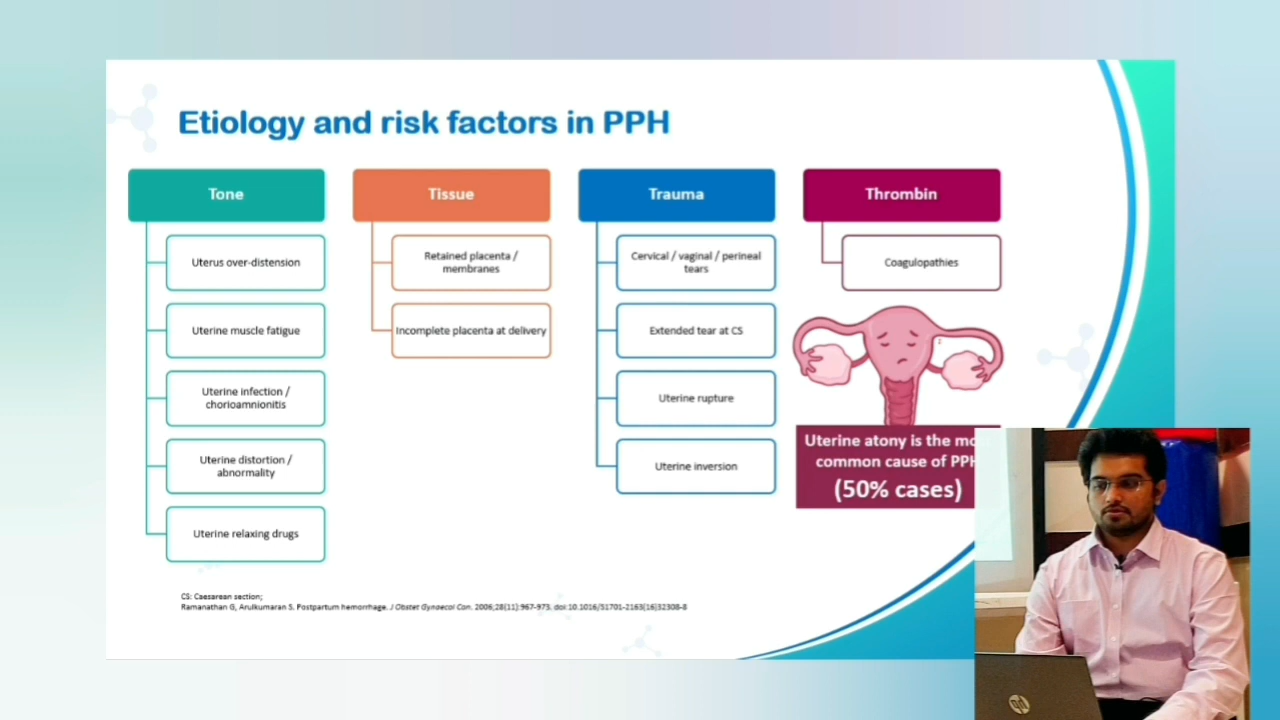 Etiology and risk factors in PPH
Tone
Uterus over-distension
Uterine muscle fatigue
Uterine infection /
chorioamnionitis
Uterine distortion /
abnormality
Uterine relaxing drugs
Tissue
Retained placenta /
membranes
Incomplete placenta at delivery
Trauma
Cervical / vaginal / perineal
tears
Extended tear at CS
Uterine rupture
Uterine inversion
Thrombin
Coagulopathies
Uterine atony is the mo
common cause of PPH
(50% cases)
CS: Caesarean section;
Ramanathan G, Arulkumaran S. Postpartum hemorrhage. J Obstet Gynaecol Can. 2006;28(11):967-973. doi:10.1016/S1701-2163(16)32308-8
hp